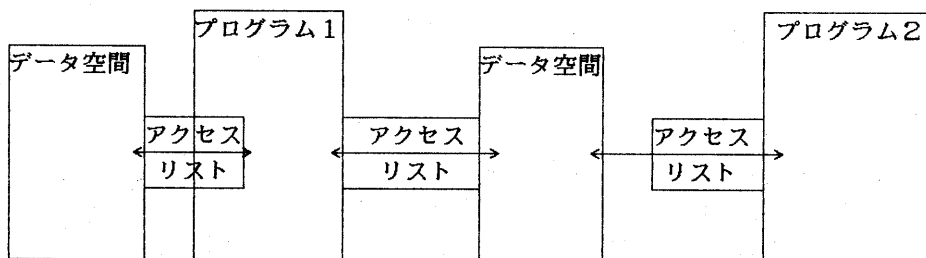 プログラム1
プログラム2
データ空間
データ空間
アクセス
リスト
アクセス
リスト
アクセス
リスト